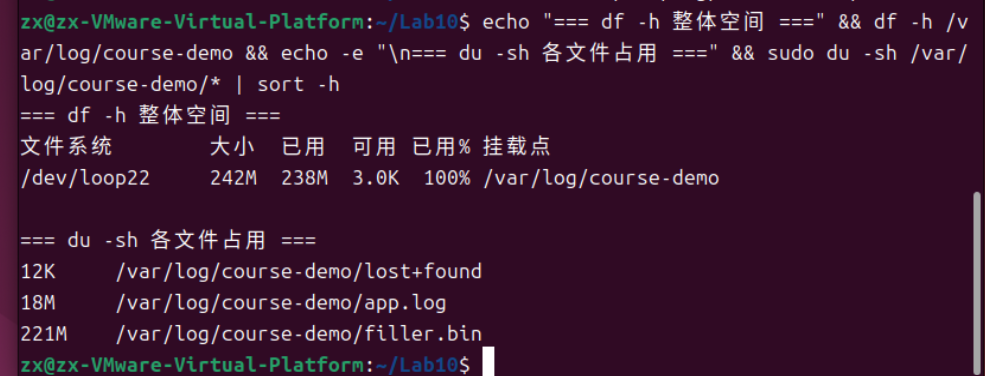 zx@zx-VMware-Virtual-Platform:~/Lab10$ echo "=== df -h 整体空间 ===" && df -h /v
ar/log/course-demo && echo -e "\n=== du -sh 各文件占用 ===" && sudo du -sh /var/
log/course-demo/* | sort -h
=== df -h 整体空间 ===
文件系统        大小  已用  可用 已用% 挂载点
/dev/loop22     242M  238M  3.0K  100% /var/log/course-demo
=== du -sh 各文件占用 ===
12K     /var/log/course-demo/lost+found
18M     /var/log/course-demo/app.log
221M    /var/log/course-demo/filler.bin
zx@zx-VMware-Virtual-Platform:~/Lab10$